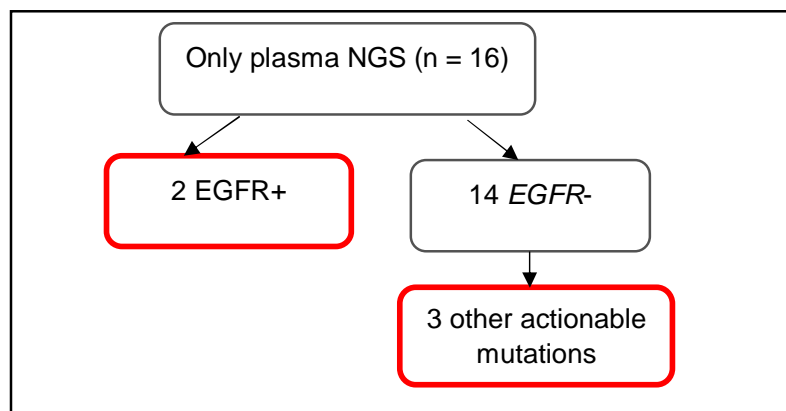 Only plasma NGS (n = 16)
2 EGFR+
14 EGFR-
3 other actionable
mutations